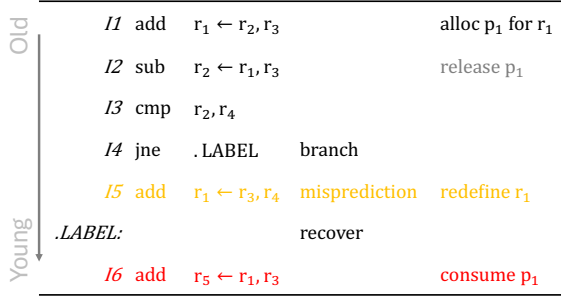 Old
I1 add r₁ ← r₂, r₃ alloc p₁ for r₁
I2 sub r₂ ← r₁, r₃ release p₁
I3 cmp r₂, r₄
I4 jne .LABEL branch
I5 add r₁ ← r₃, r₄ misprediction redefine r₁
.LABEL: recover
I6 add r₅ ← r₁, r₃ consume p₁
Young